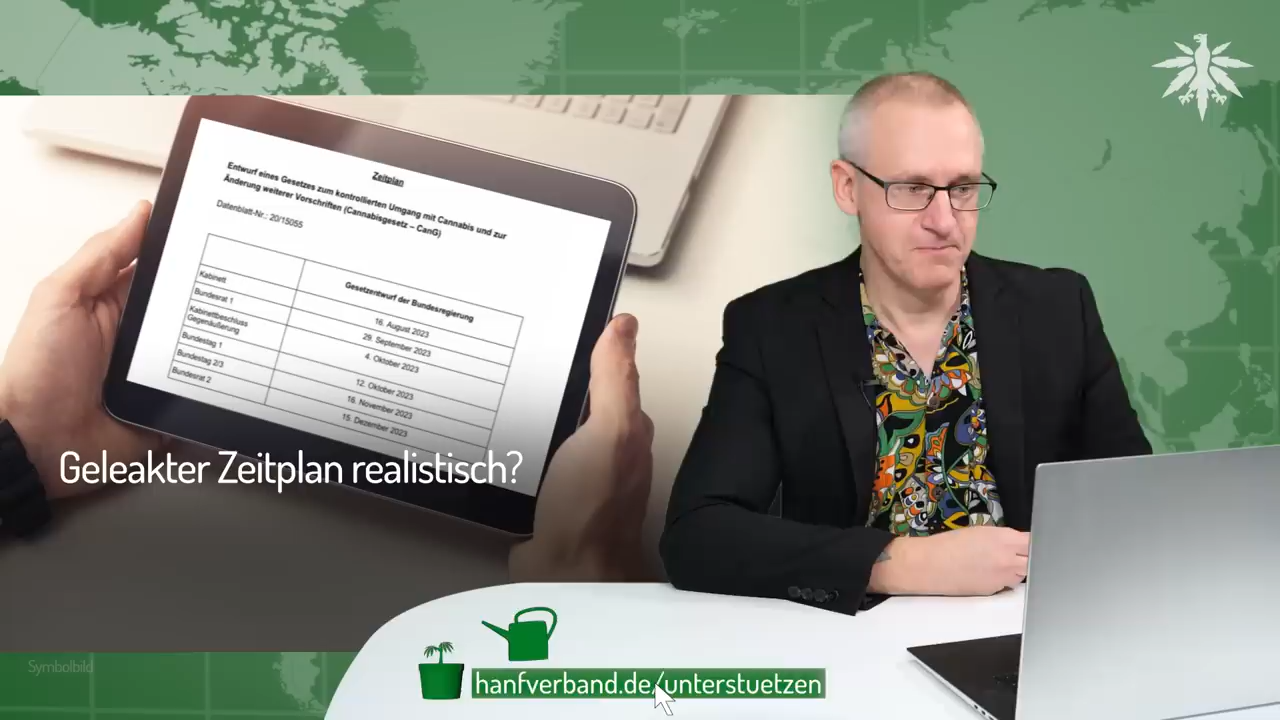 Zeitplan
Entwurf eines Gesetzes zum kontrollierten Umgang mit Cannabis und zur
Änderung weiterer Vorschriften (Cannabisgesetz – CanG)
Datenblatt-Nr.: 20/15055
Gesetzentwurf der Bundesregierung
Kabinett 16. August 2023
Bundesrat 1 29. September 2023
Kabinettbeschluss
Gegenäußerung 4. Oktober 2023
Bundestag 1 12. Oktober 2023
Bundestag 2/3 16. November 2023
Bundesrat 2 15. Dezember 2023
Geleakter Zeitplan realistisch?
Symbolbild
hanfverband.de/unterstuetzen